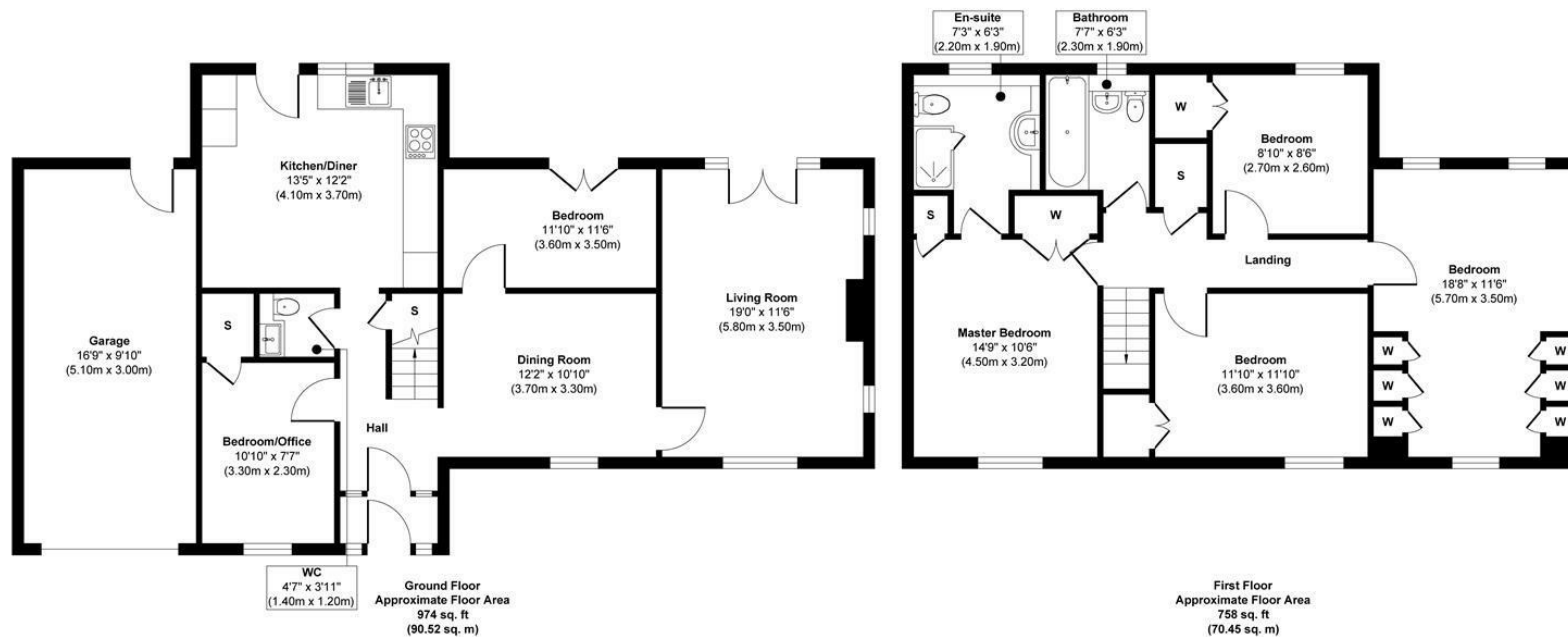 En-suite
7'3" x 6'3"
(2.20m x 1.90m)
Bathroom
7'7" x 6'3"
(2.30m x 1.90m)
Kitchen/Diner
13'5" x 12'2"
(4.10m x 3.70m)
Bedroom
11'10" x 11'6"
(3.60m x 3.50m)
Living Room
19'0" x 11'6"
(5.80m x 3.50m)
Garage
16'9" x 9'10"
(5.10m x 3.00m)
S
S
Dining Room
12'2" x 10'10"
(3.70m x 3.30m)
Hall
Bedroom/Office
10'10" x 7'7"
(3.30m x 2.30m)
WC
4'7" x 3'11"
(1.40m x 1.20m)
Ground Floor
Approximate Floor Area
974 sq. ft
(90.52 sq. m)
W
Bedroom
8'10" x 8'6"
(2.70m x 2.60m)
S
S
W
Landing
Bedroom
18'8" x 11'6"
(5.70m x 3.50m)
Master Bedroom
14'9" x 10'6"
(4.50m x 3.20m)
Bedroom
11'10" x 11'10"
(3.60m x 3.60m)
W
W
W
W
W
W
First Floor
Approximate Floor Area
758 sq. ft
(70.45 sq. m)